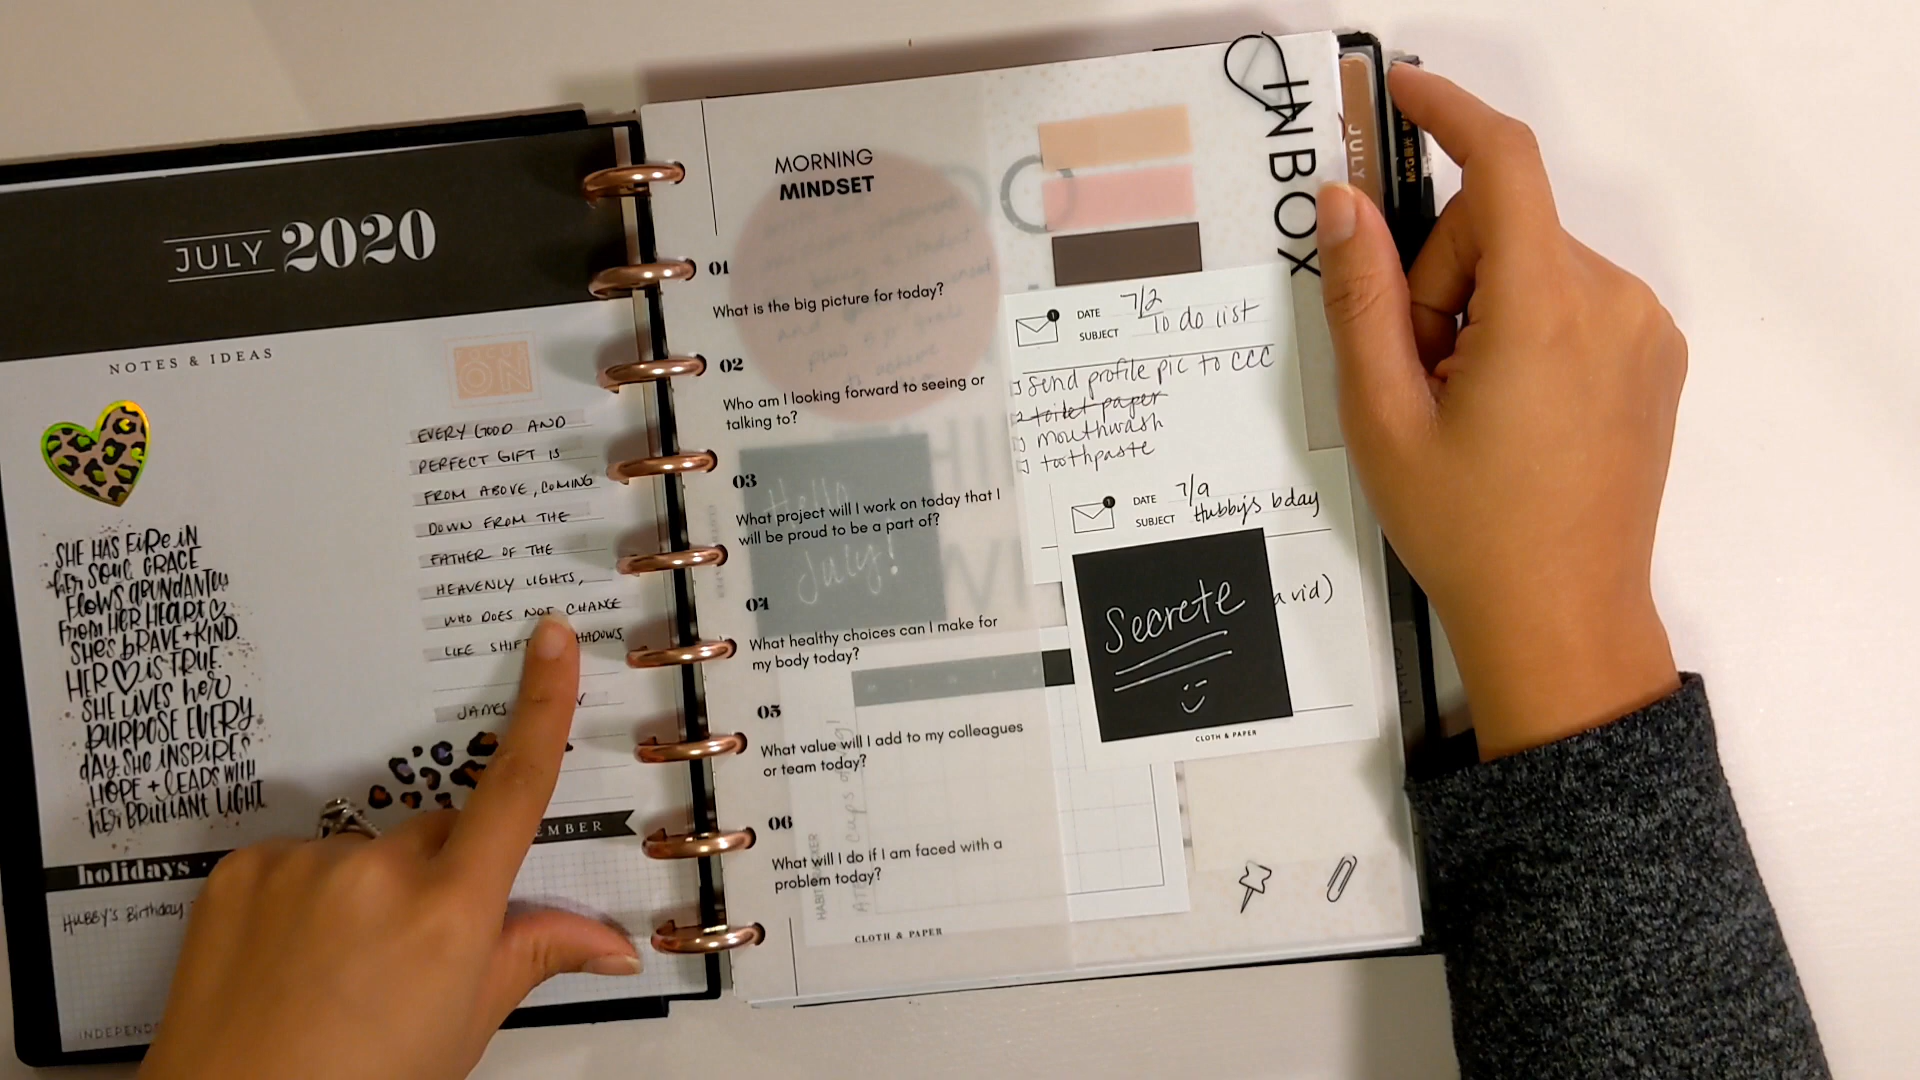 JULY 2020
NOTES & IDEAS
EVERY GOOD AND
PERFECT GIFT IS
FROM ABOVE, COMING
DOWN FROM THE
FATHER OF THE
HEAVENLY LIGHTS,
WHO DOES NOT CHANGE
LIKE SHIFT HADOWS.
JAMES
SHE HAS FIRE IN
HER SOUL GRACE
FLOWS ABUNDANTLY
FROM HER HEART
SHE'S BRAVE + KIND.
HER IS TRUE.
SHE LIVES her
PURPOSE EVERY
DAY. SHE INSPIRES
HOPE + LEADS WITH
HER BRILLIANT LIGHT
EMBER
holidays
HUBBY'S Birthday
INDEPEND
MORNING
MINDSET
01
What is the big picture for today?
02
Who am I looking forward to seeing or
talking to?
03
What project will I work on today that I
will be proud to be a part of?
04
What healthy choices can I make for
my body today?
05
What value will I add to my colleagues
or team today?
06
What will I do if I am faced with a
problem today?
CLOTH & PAPER
Hello
July!
HABIT TRACKER
INBOX
JULY
DATE 7/2
SUBJECT To do list
Send profile pic to CCC
toilet paper
mouthwash
toothpaste
DATE 7/9
SUBJECT Hubby's bday
avid)
Secrete
CLOTH & PAPER